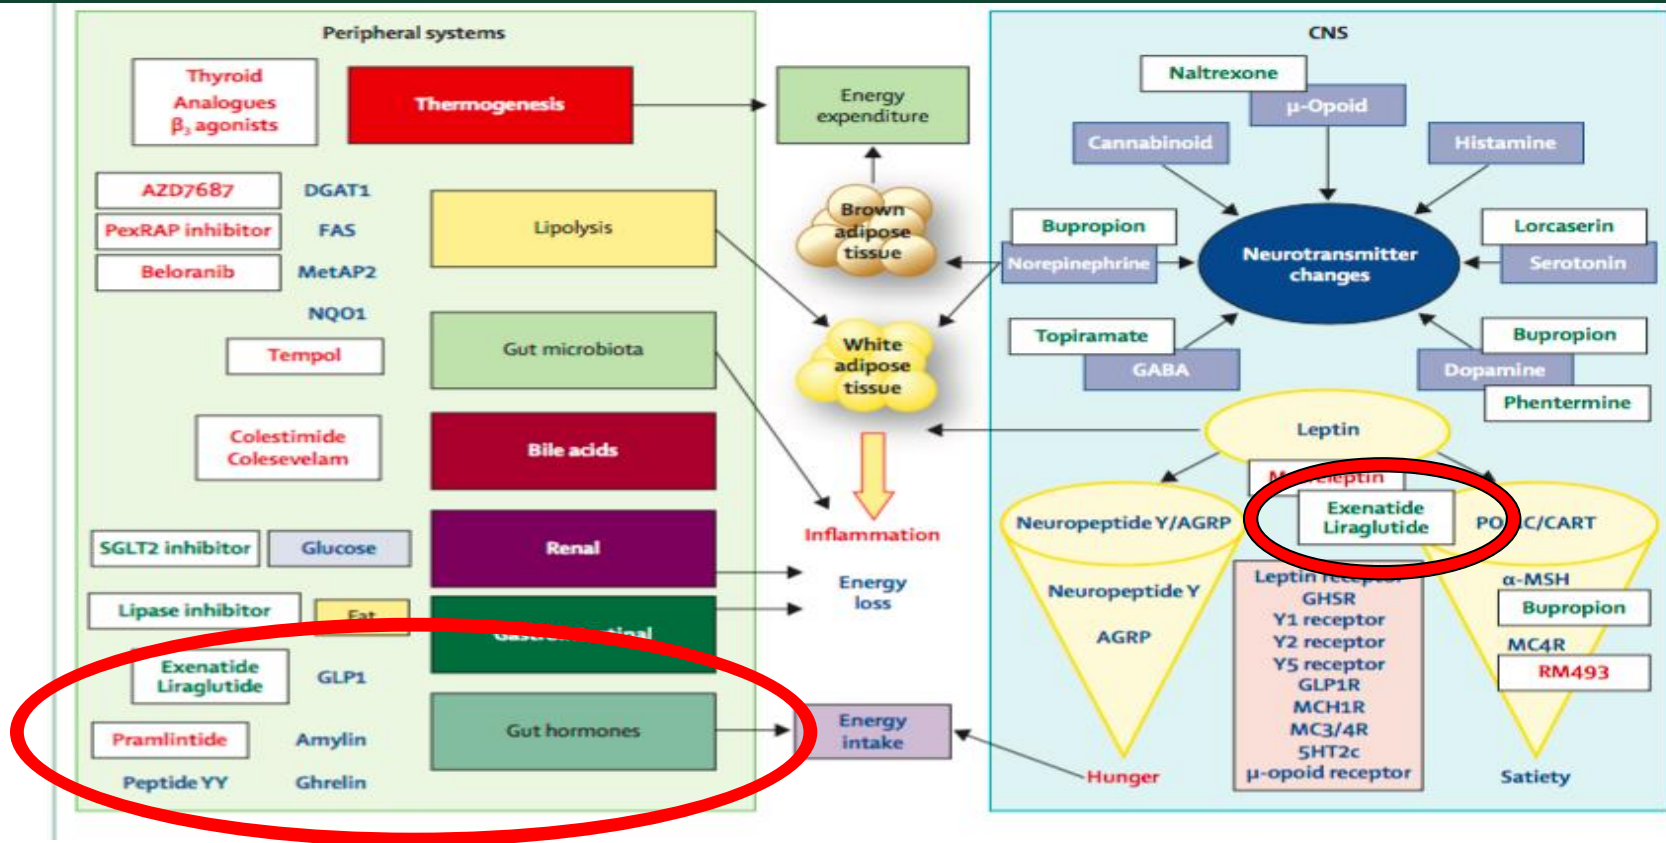 Peripheral systems
Thyroid
Analogues
β₃ agonists
Thermogenesis
AZD7687
DGAT1
PexRAP inhibitor
FAS
Beloranib
MetAP2
NQO1
Lipolysis
Tempol
Gut microbiota
Colestimide
Colesevelam
Bile acids
SGLT2 inhibitor
Glucose
Renal
Lipase inhibitor
Fat
Exenatide
Liraglutide
GLP1
Pramlintide
Amylin
Gut hormones
Peptide YY
Ghrelin
Energy
expenditure
Brown
adipose
tissue
White
adipose
tissue
Inflammation
Energy
loss
Energy
intake
CNS
Naltrexone
μ-Opoid
Cannabinoid
Histamine
Bupropion
Norepinephrine
Neurotransmitter
changes
Lorcaserin
Serotonin
Topiramate
GABA
Bupropion
Dopamine
Phentermine
Leptin
Exenatide
Liraglutide
Neuropeptide Y/AGRP
Neuropeptide Y
AGRP
Hunger
Leptin receptor
GHSR
Y1 receptor
Y2 receptor
Y5 receptor
GLP1R
MCH1R
MC3/4R
5HT2c
μ-opoid receptor
α-MSH
Bupropion
MC4R
RM493
Satiety